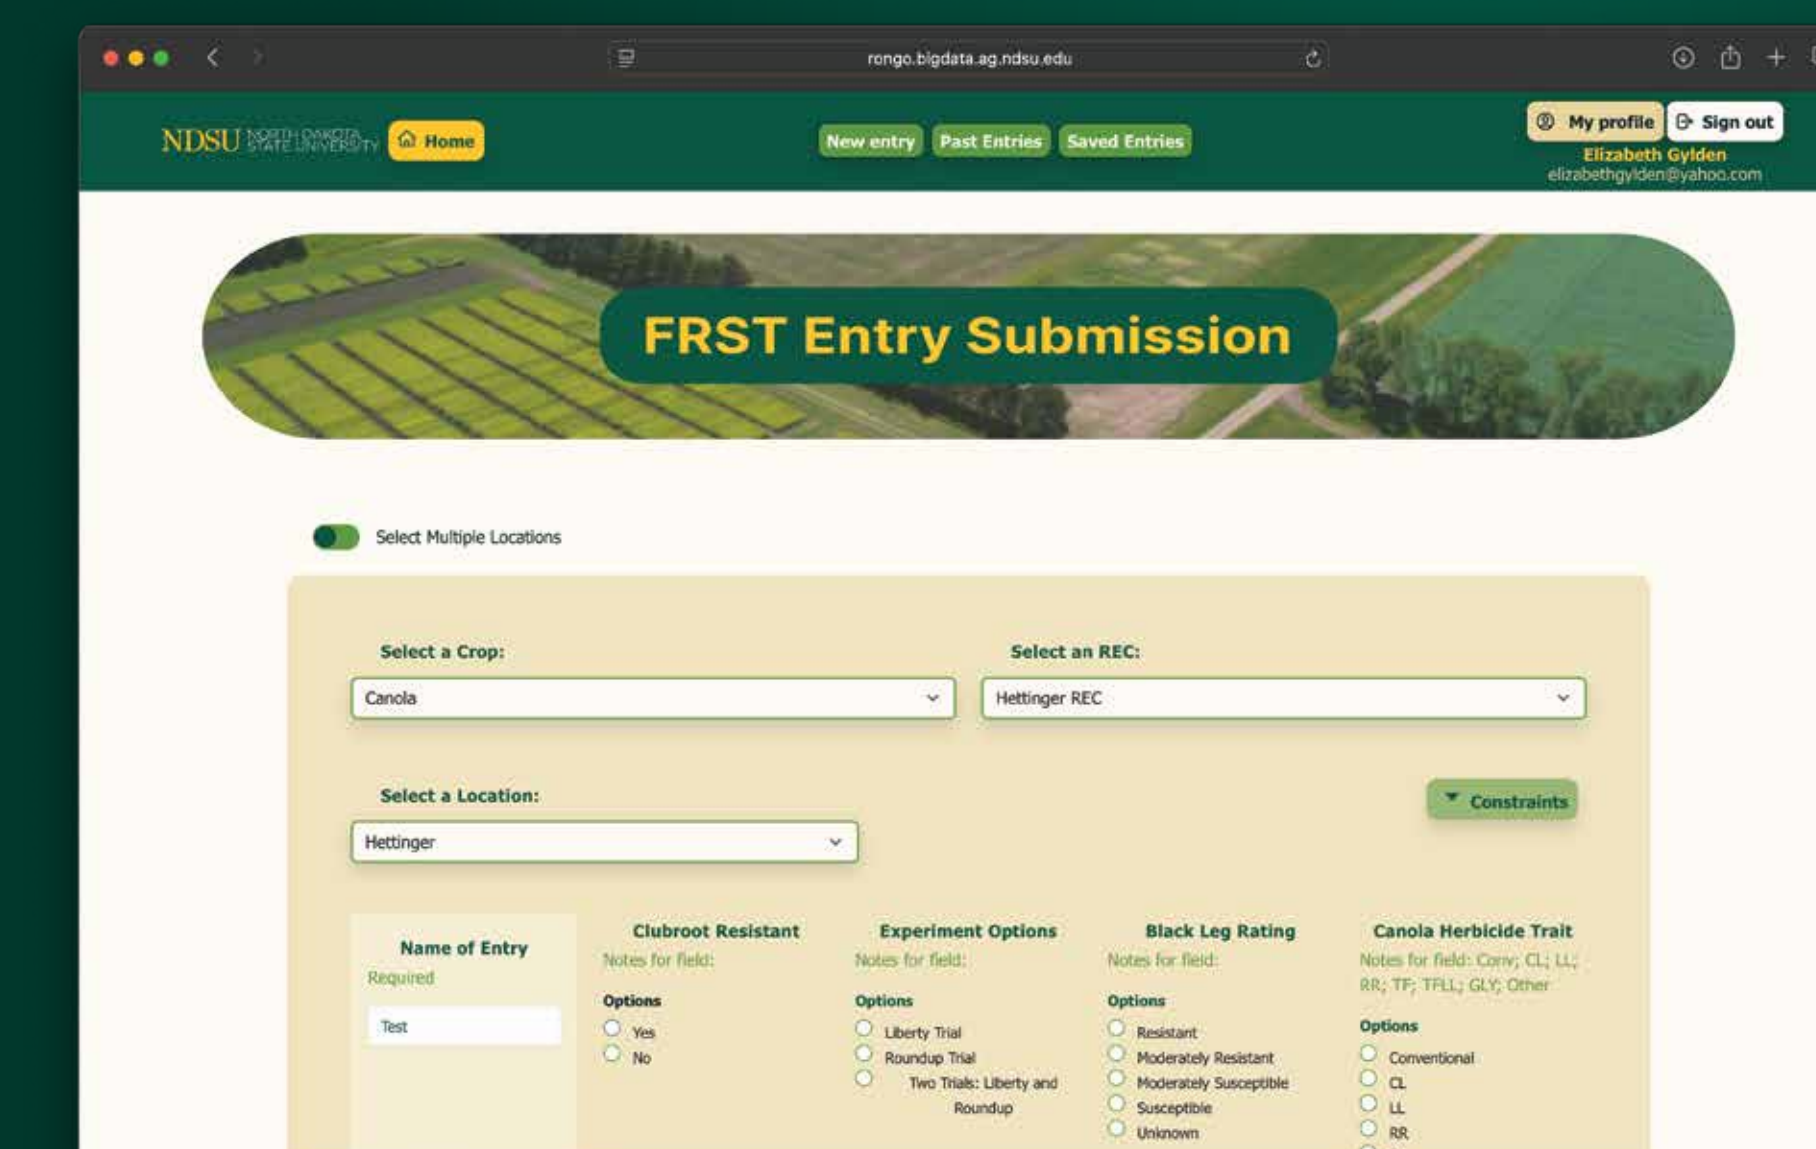 rongo.bigdata.ag.ndsu.edu
NDSU NORTH DAKOTA
STATE UNIVERSITY
Home
New entry
Past Entries
Saved Entries
My profile
Sign out
Elizabeth Gylden
elizabethgylden@yahoo.com
FRST Entry Submission
Select Multiple Locations
Select a Crop:
Canola
Select an REC:
Hettinger REC
Select a Location:
Hettinger
Constraints
Name of Entry
Required
Test
Clubroot Resistant
Notes for field:
Options
Yes
No
Experiment Options
Notes for field:
Options
Liberty Trial
Roundup Trial
Two Trials: Liberty and
Roundup
Black Leg Rating
Notes for field:
Options
Resistant
Moderately Resistant
Moderately Susceptible
Susceptible
Unknown
Canola Herbicide Trait
Notes for field: Conv; CL; LL;
RR; TF; TFLL; GLY; Other
Options
Conventional
CL
LL
RR